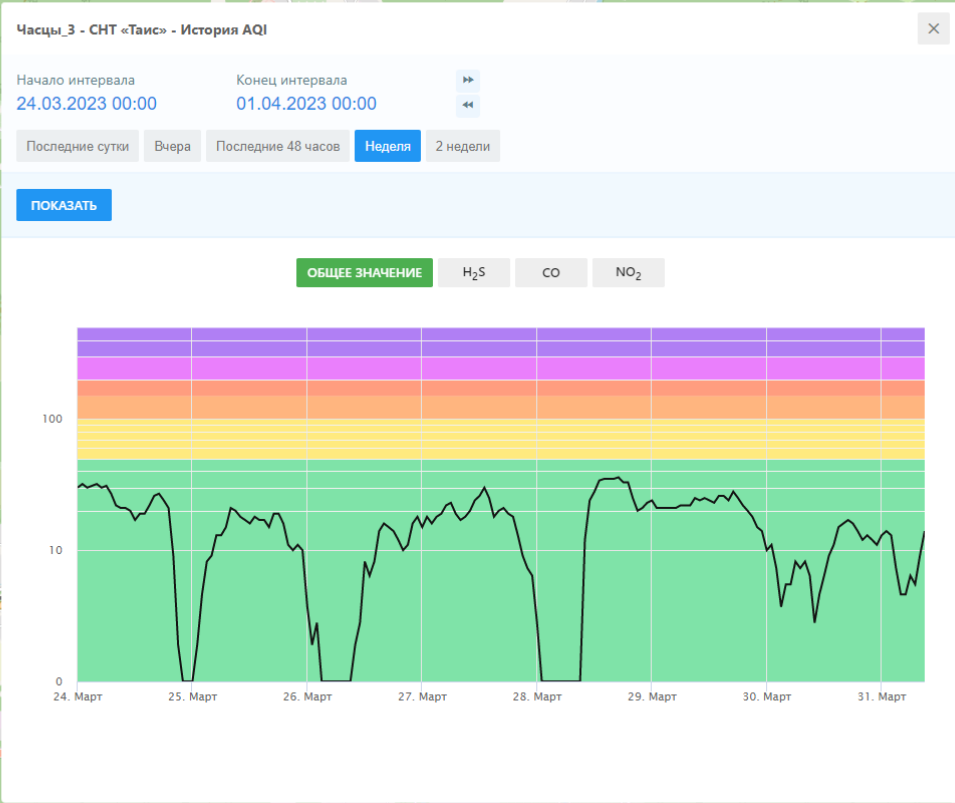 Часцы_3 - СНТ «Таис» - История AQI
Начало интервала
Конец интервала
24.03.2023 00:00
01.04.2023 00:00
Последние сутки
Вчера
Последние 48 часов
Неделя
2 недели
ПОКАЗАТЬ
ОБЩЕЕ ЗНАЧЕНИЕ
H₂S
CO
NO₂
100
10
0
24. Март
25. Март
26. Март
27. Март
28. Март
29. Март
30. Март
31. Март